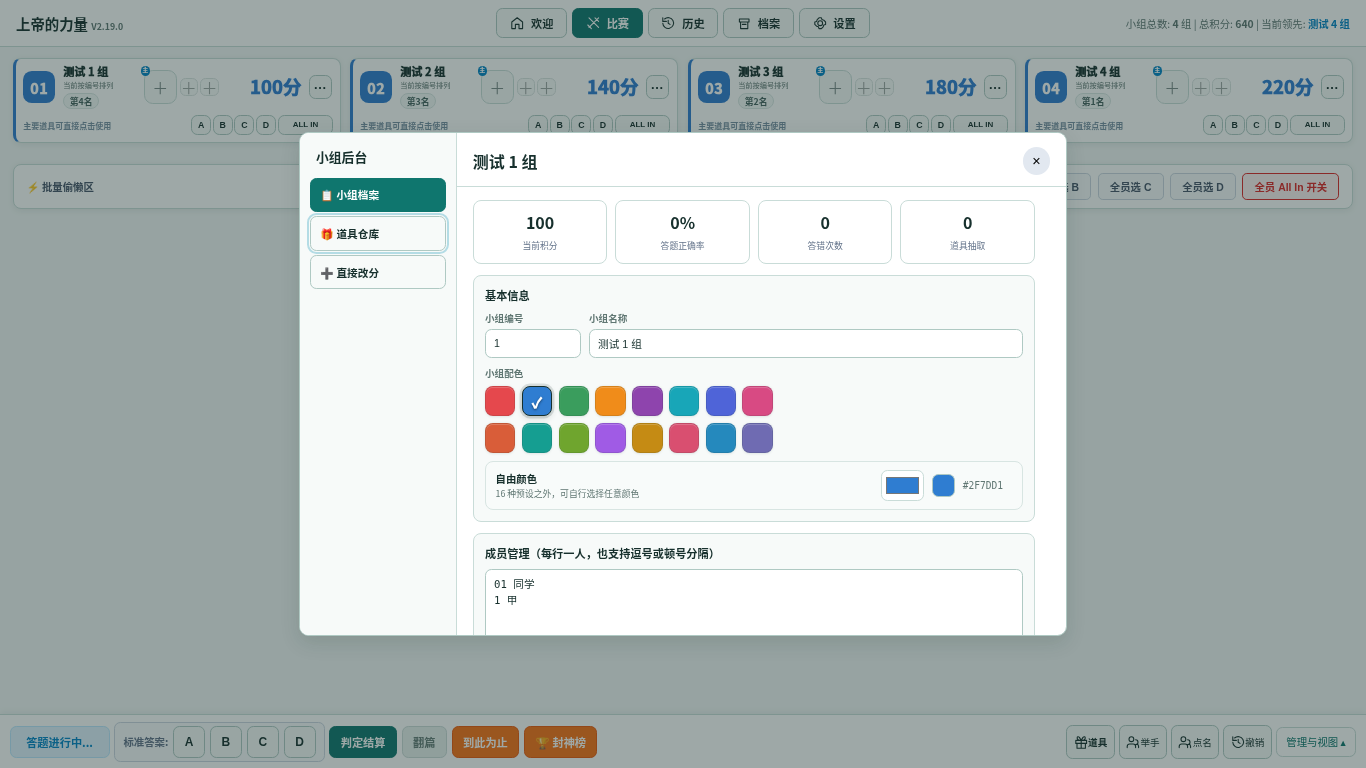 上帝的力量 V2.19.0
欢迎
比赛
历史
档案
设置
小组总数: 4 组 | 总积分: 640 | 当前领先: 测试 4 组
01
测试 1 组
当前按编号排列
第4名
主
100分
...
主要道具可直接点击使用
A
B
C
D
ALL IN
02
测试 2 组
当前按编号排列
第3名
主
140分
...
主要道具可直接点击使用
A
B
C
D
ALL IN
03
测试 3 组
当前按编号排列
第2名
主
180分
...
主要道具可直接点击使用
A
B
C
D
ALL IN
04
测试 4 组
当前按编号排列
第1名
主
220分
...
主要道具可直接点击使用
A
B
C
D
ALL IN
⚡ 批量偷懒区
B
全员选 C
全员选 D
全员 All In 开关
小组后台
📋 小组档案
🎁 道具仓库
➕ 直接改分
测试 1 组
×
100
当前积分
0%
答题正确率
0
答错次数
0
道具抽取
基本信息
小组编号
小组名称
1
测试 1 组
小组配色
自由颜色
16 种预设之外，可自行选择任意颜色
#2F7DD1
成员管理（每行一人，也支持逗号或顿号分隔）
01 同学
1 甲
答题进行中...
标准答案:
A
B
C
D
判定结算
翻篇
到此为止
🏆 封神榜
道具
举手
点名
撤销
管理与视图 ▴